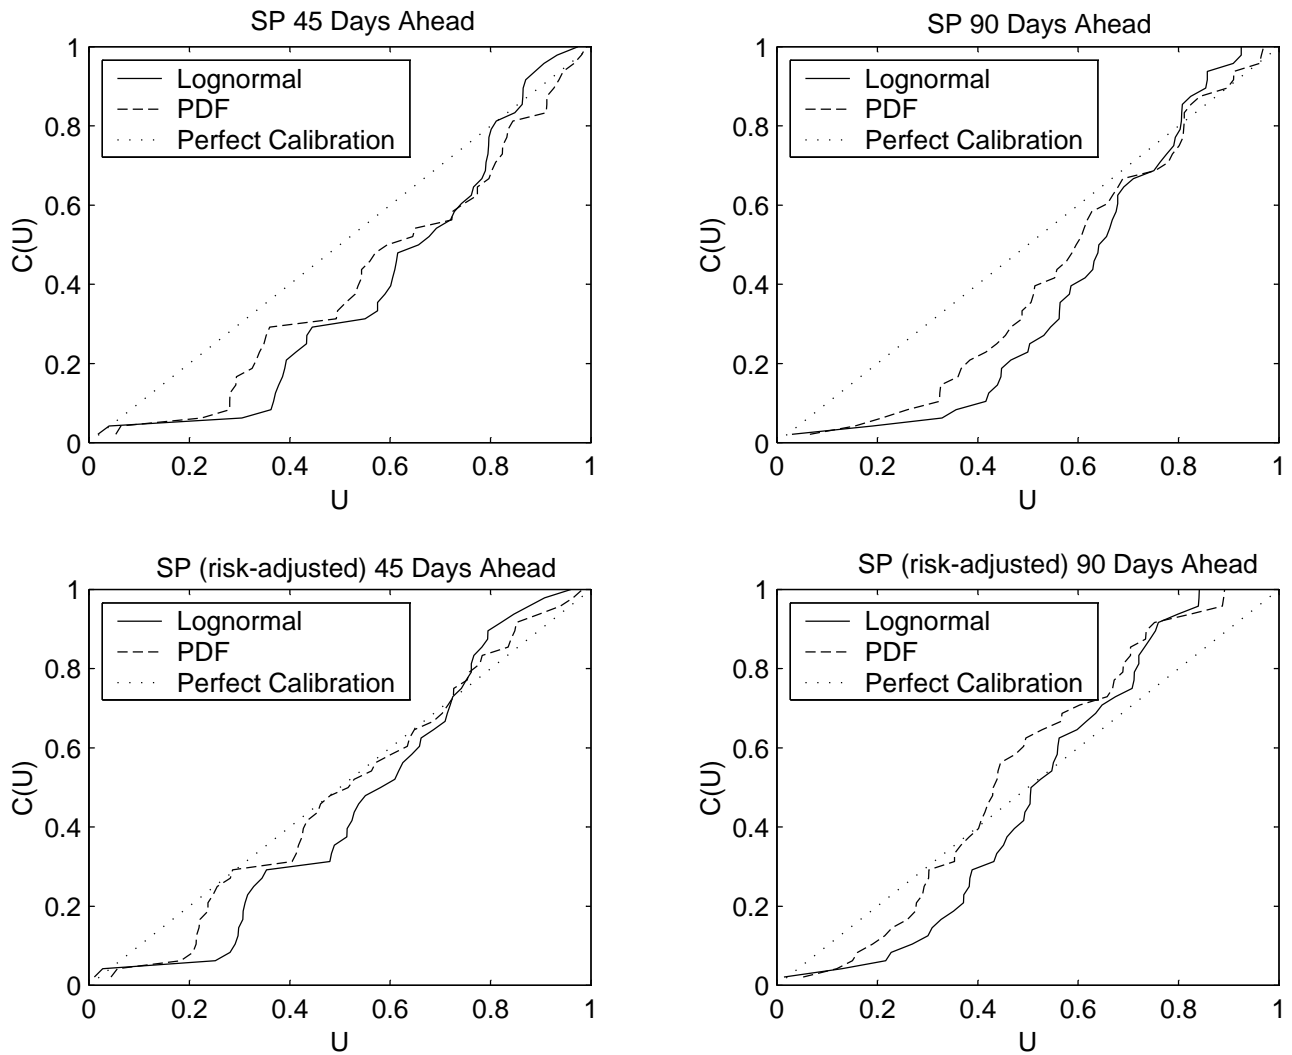 SP 45 Days Ahead
1
0.8
0.6
0.4
0.2
0
C(U)
Lognormal
PDF
Perfect Calibration
0 0.2 0.4 0.6 0.8 1
U
SP 90 Days Ahead
1
0.8
0.6
0.4
0.2
0
C(U)
Lognormal
PDF
Perfect Calibration
0 0.2 0.4 0.6 0.8 1
U
SP (risk-adjusted) 45 Days Ahead
1
0.8
0.6
0.4
0.2
0
C(U)
Lognormal
PDF
Perfect Calibration
0 0.2 0.4 0.6 0.8 1
U
SP (risk-adjusted) 90 Days Ahead
1
0.8
0.6
0.4
0.2
0
C(U)
Lognormal
PDF
Perfect Calibration
0 0.2 0.4 0.6 0.8 1
U